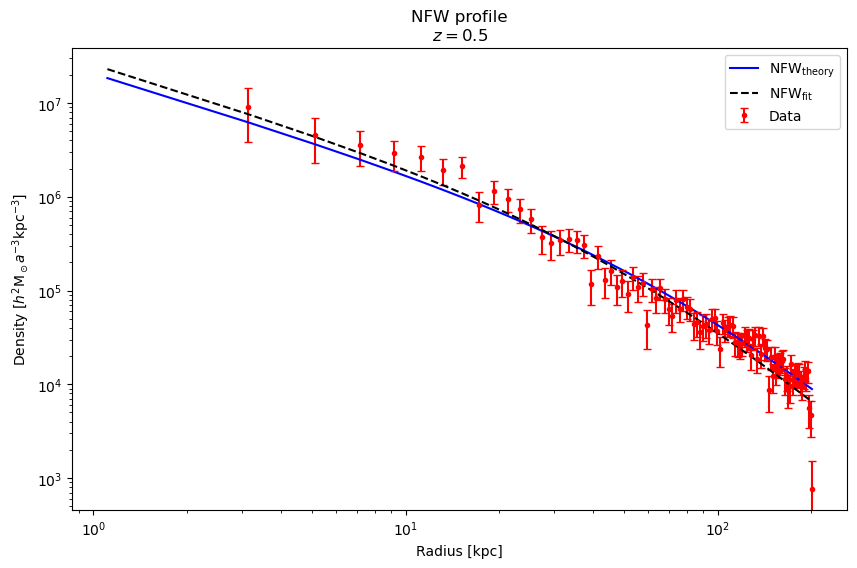 NFW profile
z = 0.5
NFW_theory
NFW_fit
Data
Density [h²M_⊙a⁻³kpc⁻³]
10⁷
10⁶
10⁵
10⁴
10³
10⁰
10¹
10²
Radius [kpc]